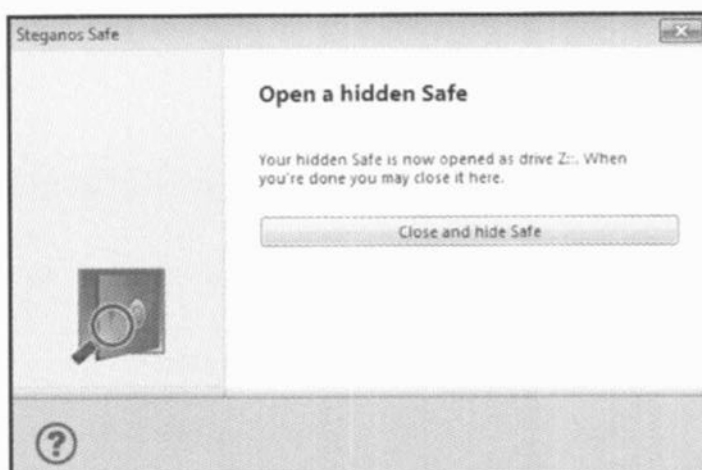 Steganos Safe
Open a hidden Safe
Your hidden Safe is now opened as drive Z::. When
you're done you may close it here.
Close and hide Safe
?